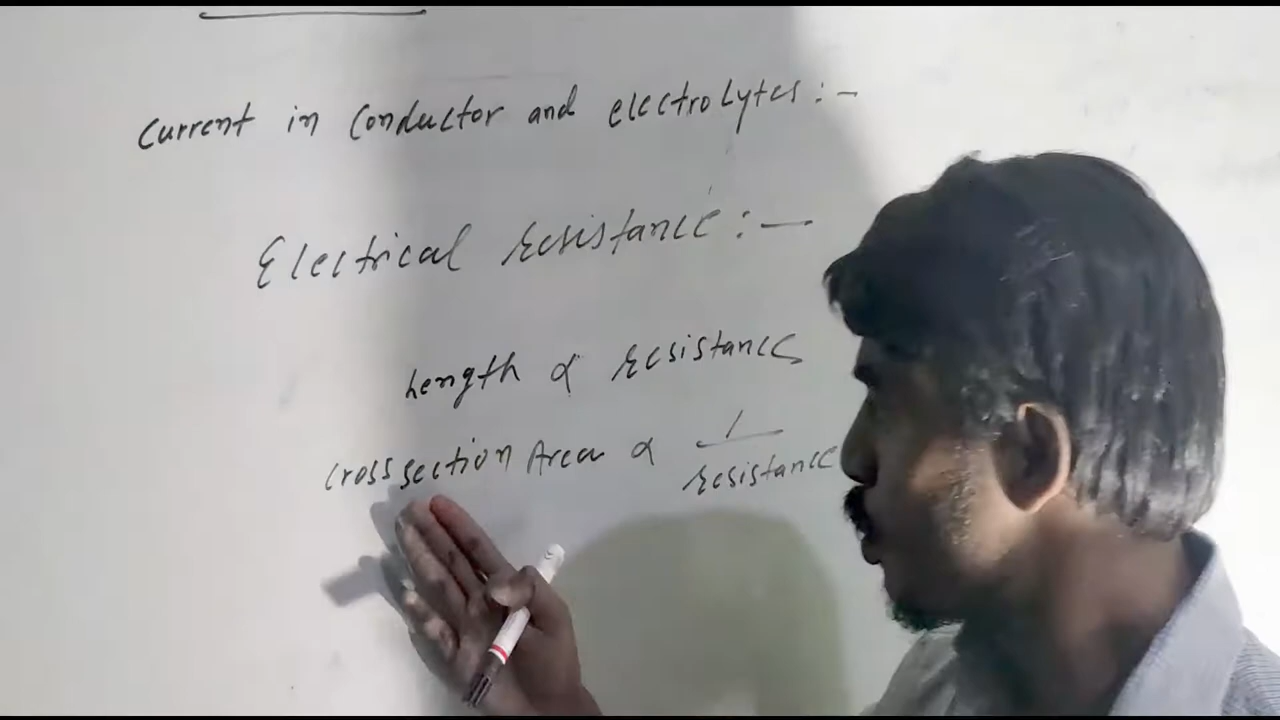 Current in Conductor and electrolytes :-
Electrical resistance : —
Length ∝ resistance
Cross section Area ∝ 1/resistance